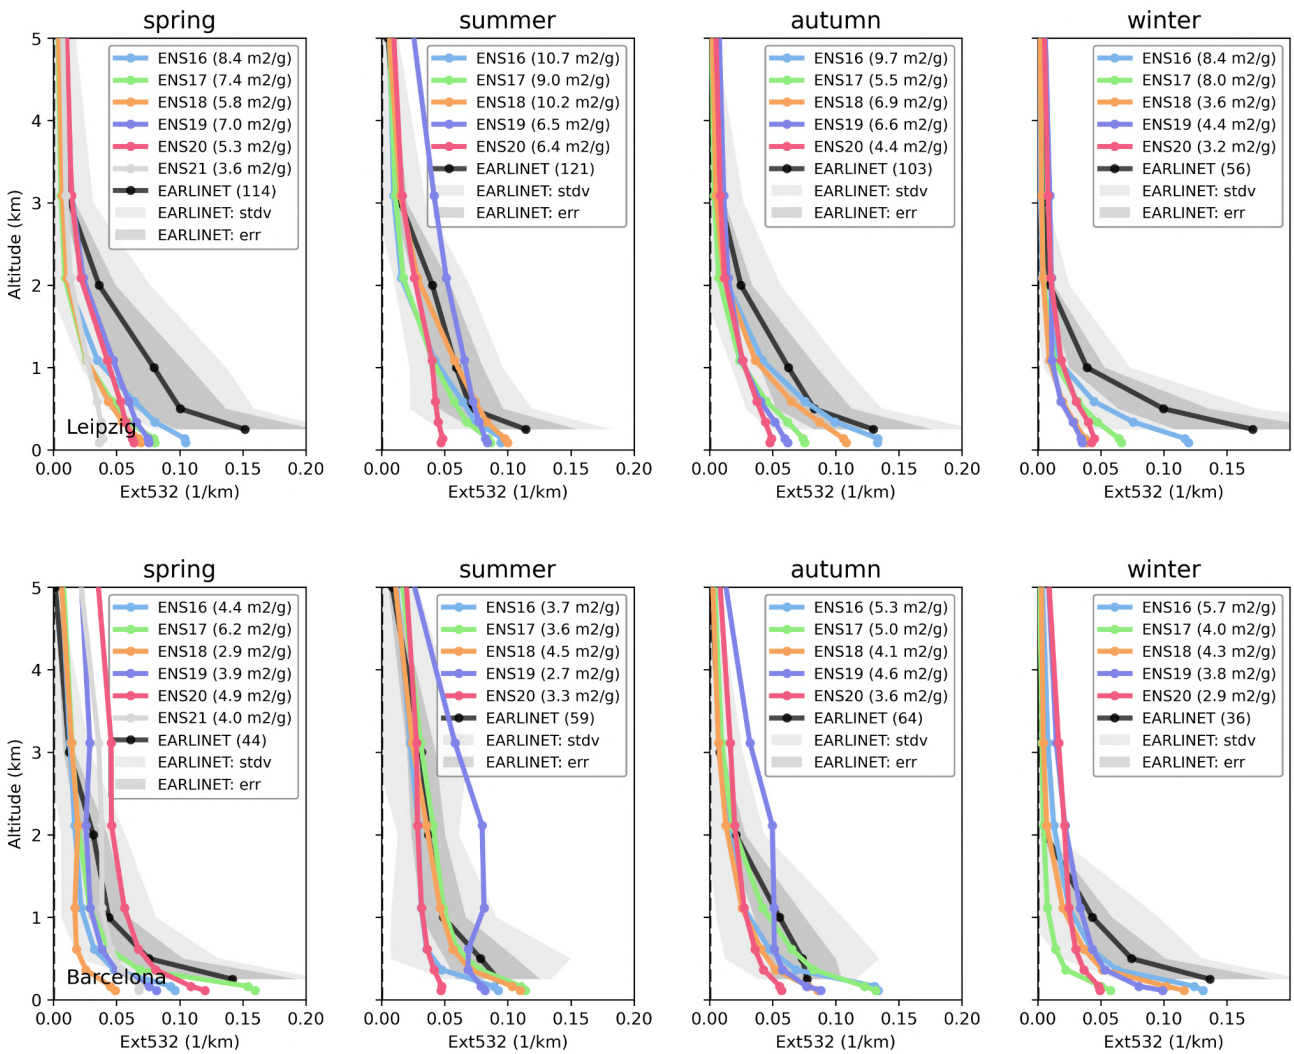 spring
summer
autumn
winter
5
4
3
2
1
0
Altitude (km)
ENS16 (8.4 m2/g)
ENS17 (7.4 m2/g)
ENS18 (5.8 m2/g)
ENS19 (7.0 m2/g)
ENS20 (5.3 m2/g)
ENS21 (3.6 m2/g)
EARLINET (114)
EARLINET: stdv
EARLINET: err
Leipzig
0.00 0.05 0.10 0.15 0.20
Ext532 (1/km)
ENS16 (10.7 m2/g)
ENS17 (9.0 m2/g)
ENS18 (10.2 m2/g)
ENS19 (6.5 m2/g)
ENS20 (6.4 m2/g)
EARLINET (121)
EARLINET: stdv
EARLINET: err
0.00 0.05 0.10 0.15 0.20
Ext532 (1/km)
ENS16 (9.7 m2/g)
ENS17 (5.5 m2/g)
ENS18 (6.9 m2/g)
ENS19 (6.6 m2/g)
ENS20 (4.4 m2/g)
EARLINET (103)
EARLINET: stdv
EARLINET: err
0.00 0.05 0.10 0.15 0.20
Ext532 (1/km)
ENS16 (8.4 m2/g)
ENS17 (8.0 m2/g)
ENS18 (3.6 m2/g)
ENS19 (4.4 m2/g)
ENS20 (3.2 m2/g)
EARLINET (56)
EARLINET: stdv
EARLINET: err
0.00 0.05 0.10 0.15
Ext532 (1/km)
spring
summer
autumn
winter
5
4
3
2
1
0
Altitude (km)
ENS16 (4.4 m2/g)
ENS17 (6.2 m2/g)
ENS18 (2.9 m2/g)
ENS19 (3.9 m2/g)
ENS20 (4.9 m2/g)
ENS21 (4.0 m2/g)
EARLINET (44)
EARLINET: stdv
EARLINET: err
Barcelona
0.00 0.05 0.10 0.15 0.20
Ext532 (1/km)
ENS16 (3.7 m2/g)
ENS17 (3.6 m2/g)
ENS18 (4.5 m2/g)
ENS19 (2.7 m2/g)
ENS20 (3.3 m2/g)
EARLINET (59)
EARLINET: stdv
EARLINET: err
0.00 0.05 0.10 0.15 0.20
Ext532 (1/km)
ENS16 (5.3 m2/g)
ENS17 (5.0 m2/g)
ENS18 (4.1 m2/g)
ENS19 (4.6 m2/g)
ENS20 (3.6 m2/g)
EARLINET (64)
EARLINET: stdv
EARLINET: err
0.00 0.05 0.10 0.15 0.20
Ext532 (1/km)
ENS16 (5.7 m2/g)
ENS17 (4.0 m2/g)
ENS18 (4.3 m2/g)
ENS19 (3.8 m2/g)
ENS20 (2.9 m2/g)
EARLINET (36)
EARLINET: stdv
EARLINET: err
0.00 0.05 0.10 0.15
Ext532 (1/km)